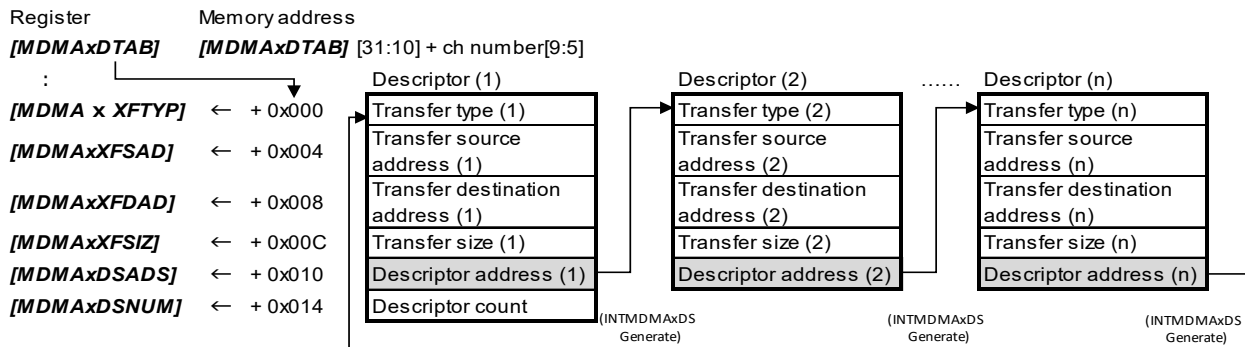 Register Memory address
[MDMAxDTAB] [MDMAxDTAB] [31:10] + ch number[9:5]
: Descriptor (1) Descriptor (2) …… Descriptor (n)
[MDMA x XFTYP] ← + 0x000 Transfer type (1) Transfer type (2) Transfer type (n)
[MDMAxXFSAD] ← + 0x004 Transfer source address (1) Transfer source address (2) Transfer source address (n)
[MDMAxXFDAD] ← + 0x008 Transfer destination address (1) Transfer destination address (2) Transfer destination address (n)
[MDMAxXFSIZ] ← + 0x00C Transfer size (1) Transfer size (2) Transfer size (n)
[MDMAxDSADS] ← + 0x010 Descriptor address (1) Descriptor address (2) Descriptor address (n)
[MDMAxDSNUM] ← + 0x014 Descriptor count
(INTMDMAxDS (INTMDMAxDS (INTMDMAxDS
Generate) Generate) Generate)